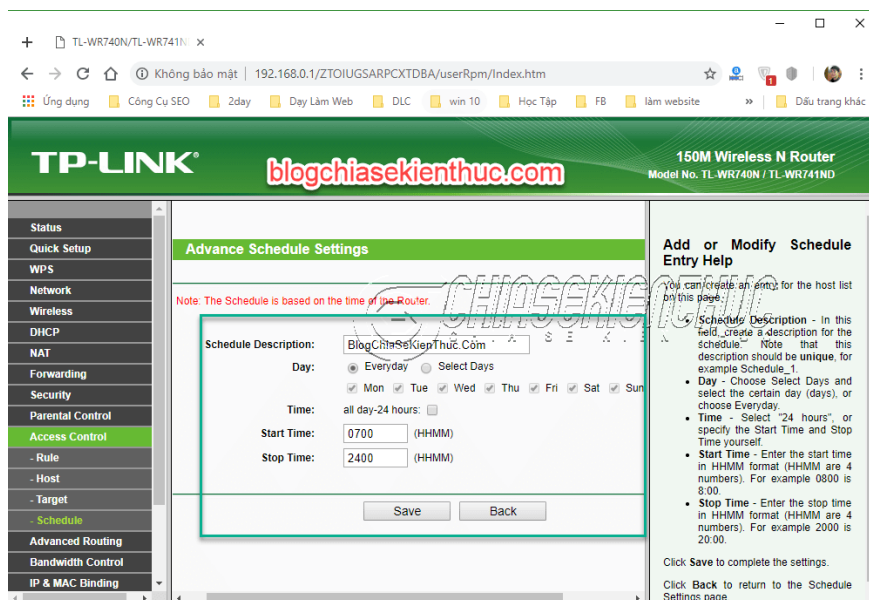 TL-WR740N/TL-WR741N
Không bảo mật | 192.168.0.1/ZTOIUGSARPCXTDBA/userRpm/Index.htm
Ứng dụng Công Cụ SEO 2day Dạy Làm Web DLC win 10 Học Tập FB làm website » Dấu trang khác
TP-LINK®
blogchiasekienthuc.com
150M Wireless N Router
Model No. TL-WR740N / TL-WR741ND
Status
Quick Setup
WPS
Network
Wireless
DHCP
NAT
Forwarding
Security
Parental Control
Access Control
- Rule
- Host
- Target
- Schedule
Advanced Routing
Bandwidth Control
IP & MAC Binding
Advance Schedule Settings
Note: The Schedule is based on the time of the Router.
CHIASEKIENTHUC
Schedule Description: BlogChiaSeKienThuc.Com
Day: Everyday Select Days
Mon Tue Wed Thu Fri Sat Sun
Time: all day-24 hours:
Start Time: 0700 (HHMM)
Stop Time: 2400 (HHMM)
Save Back
Add or Modify Schedule
Entry Help
You can create an entry for the host list
on this page.
Schedule Description - In this
field, create a description for the
schedule. Note that this
description should be unique, for
example Schedule_1.
Day - Choose Select Days and
select the certain day (days), or
choose Everyday.
Time - Select "24 hours", or
specify the Start Time and Stop
Time yourself.
Start Time - Enter the start time
in HHMM format (HHMM are 4
numbers). For example 0800 is
8:00.
Stop Time - Enter the stop time
in HHMM format (HHMM are 4
numbers). For example 2000 is
20:00.
Click Save to complete the settings.
Click Back to return to the Schedule
Settings page.